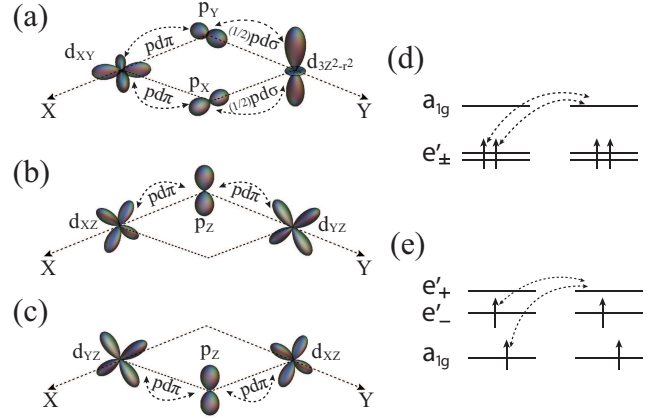 (a)
p_Y
d_XY
pdπ
(1/2)pdσ
d_3Z²-r²
p_X
pdπ
(1/2)pdσ
X
Y
(b)
pdπ
pdπ
d_XZ
p_Z
d_YZ
X
Y
(c)
d_YZ
p_Z
d_XZ
pdπ
pdπ
X
Y
(d)
a_1g
e'_±
(e)
e'_+
e'_-
a_1g